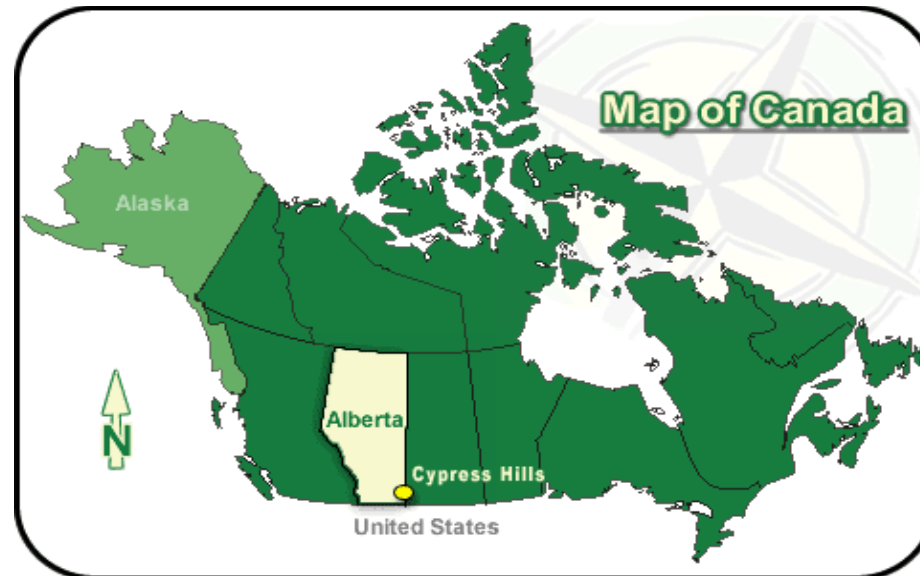 Map of Canada
Alaska
Alberta
Cypress Hills
N
United States